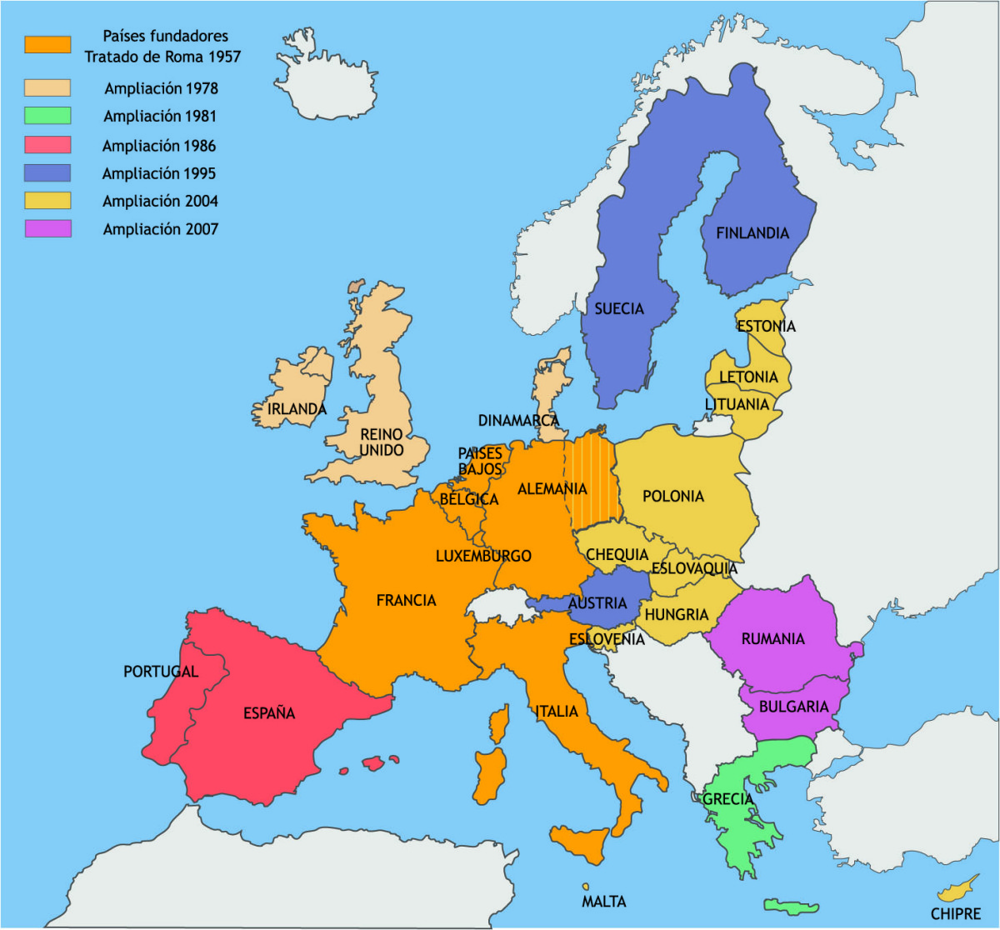 Países fundadores
Tratado de Roma 1957
Ampliación 1978
Ampliación 1981
Ampliación 1986
Ampliación 1995
Ampliación 2004
Ampliación 2007
FINLANDIA
SUECIA
ESTONIA
LETONIA
LITUANIA
IRLANDA
DINAMARCA
REINO
UNIDO
PAISES
BAJOS
ALEMANIA
POLONIA
BÉLGICA
CHEQUIA
LUXEMBURGO
ESLOVAQUIA
FRANCIA
AUSTRIA
HUNGRIA
ESLOVENIA
RUMANIA
PORTUGAL
ESPAÑA
ITALIA
BULGARIA
GRECIA
MALTA
CHIPRE